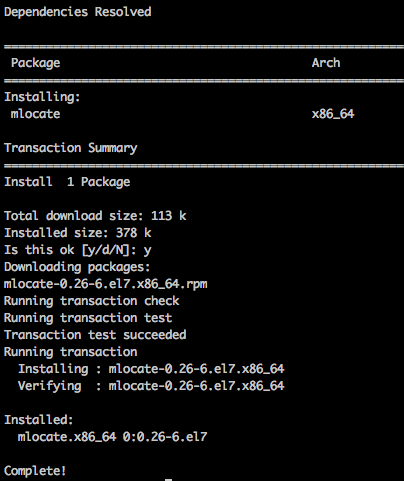 Dependencies Resolved
Package Arch
Installing:
mlocate x86_64
Transaction Summary
Install 1 Package
Total download size: 113 k
Installed size: 378 k
Is this ok [y/d/N]: y
Downloading packages:
mlocate-0.26-6.el7.x86_64.rpm
Running transaction check
Running transaction test
Transaction test succeeded
Running transaction
Installing : mlocate-0.26-6.el7.x86_64
Verifying : mlocate-0.26-6.el7.x86_64
Installed:
mlocate.x86_64 0:0.26-6.el7
Complete!